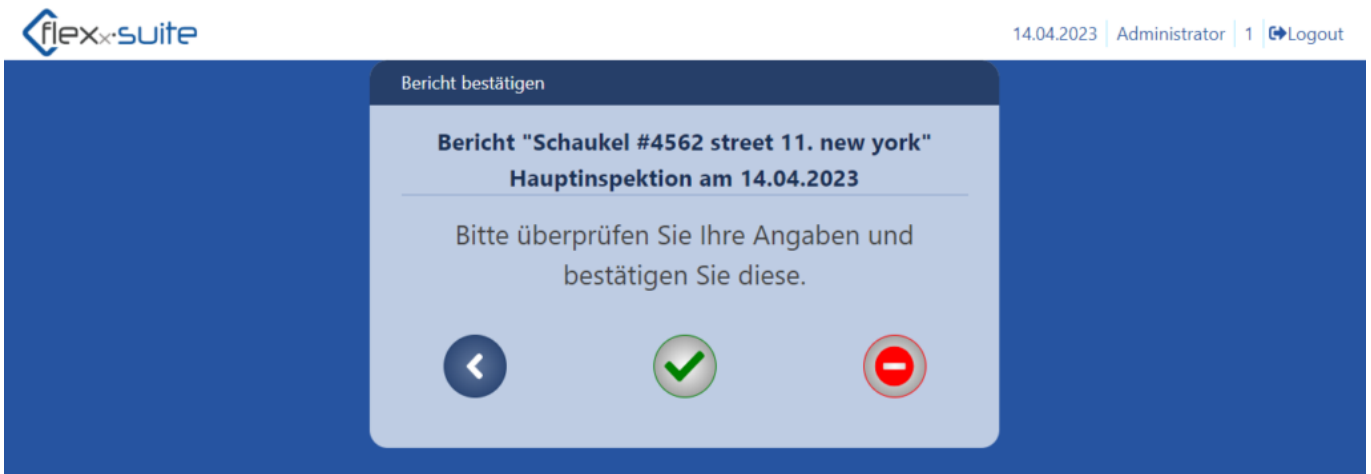 flexx·suite
14.04.2023 Administrator 1 Logout
Bericht bestätigen
Bericht "Schaukel #4562 street 11. new york"
Hauptinspektion am 14.04.2023
Bitte überprüfen Sie Ihre Angaben und
bestätigen Sie diese.